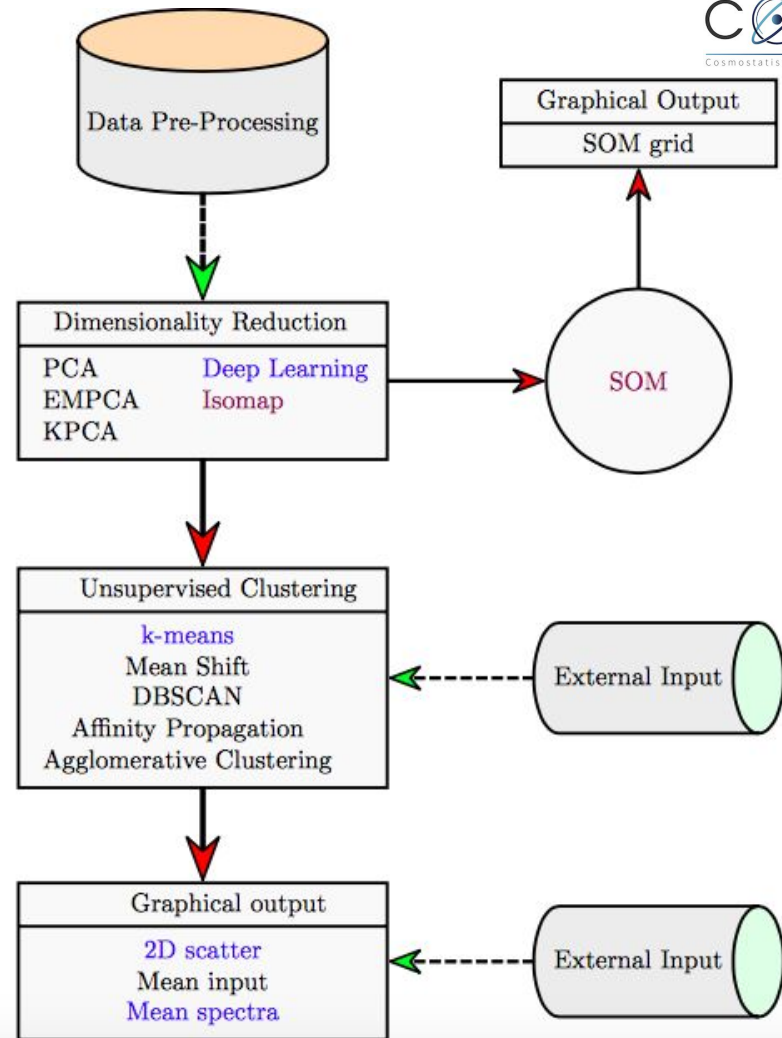 C
Cosmostatis
Data Pre-Processing
Graphical Output
SOM grid
Dimensionality Reduction
PCA Deep Learning
EMPCA Isomap
KPCA
SOM
Unsupervised Clustering
k-means
Mean Shift
DBSCAN
Affinity Propagation
Agglomerative Clustering
External Input
Graphical output
2D scatter
Mean input
Mean spectra
External Input